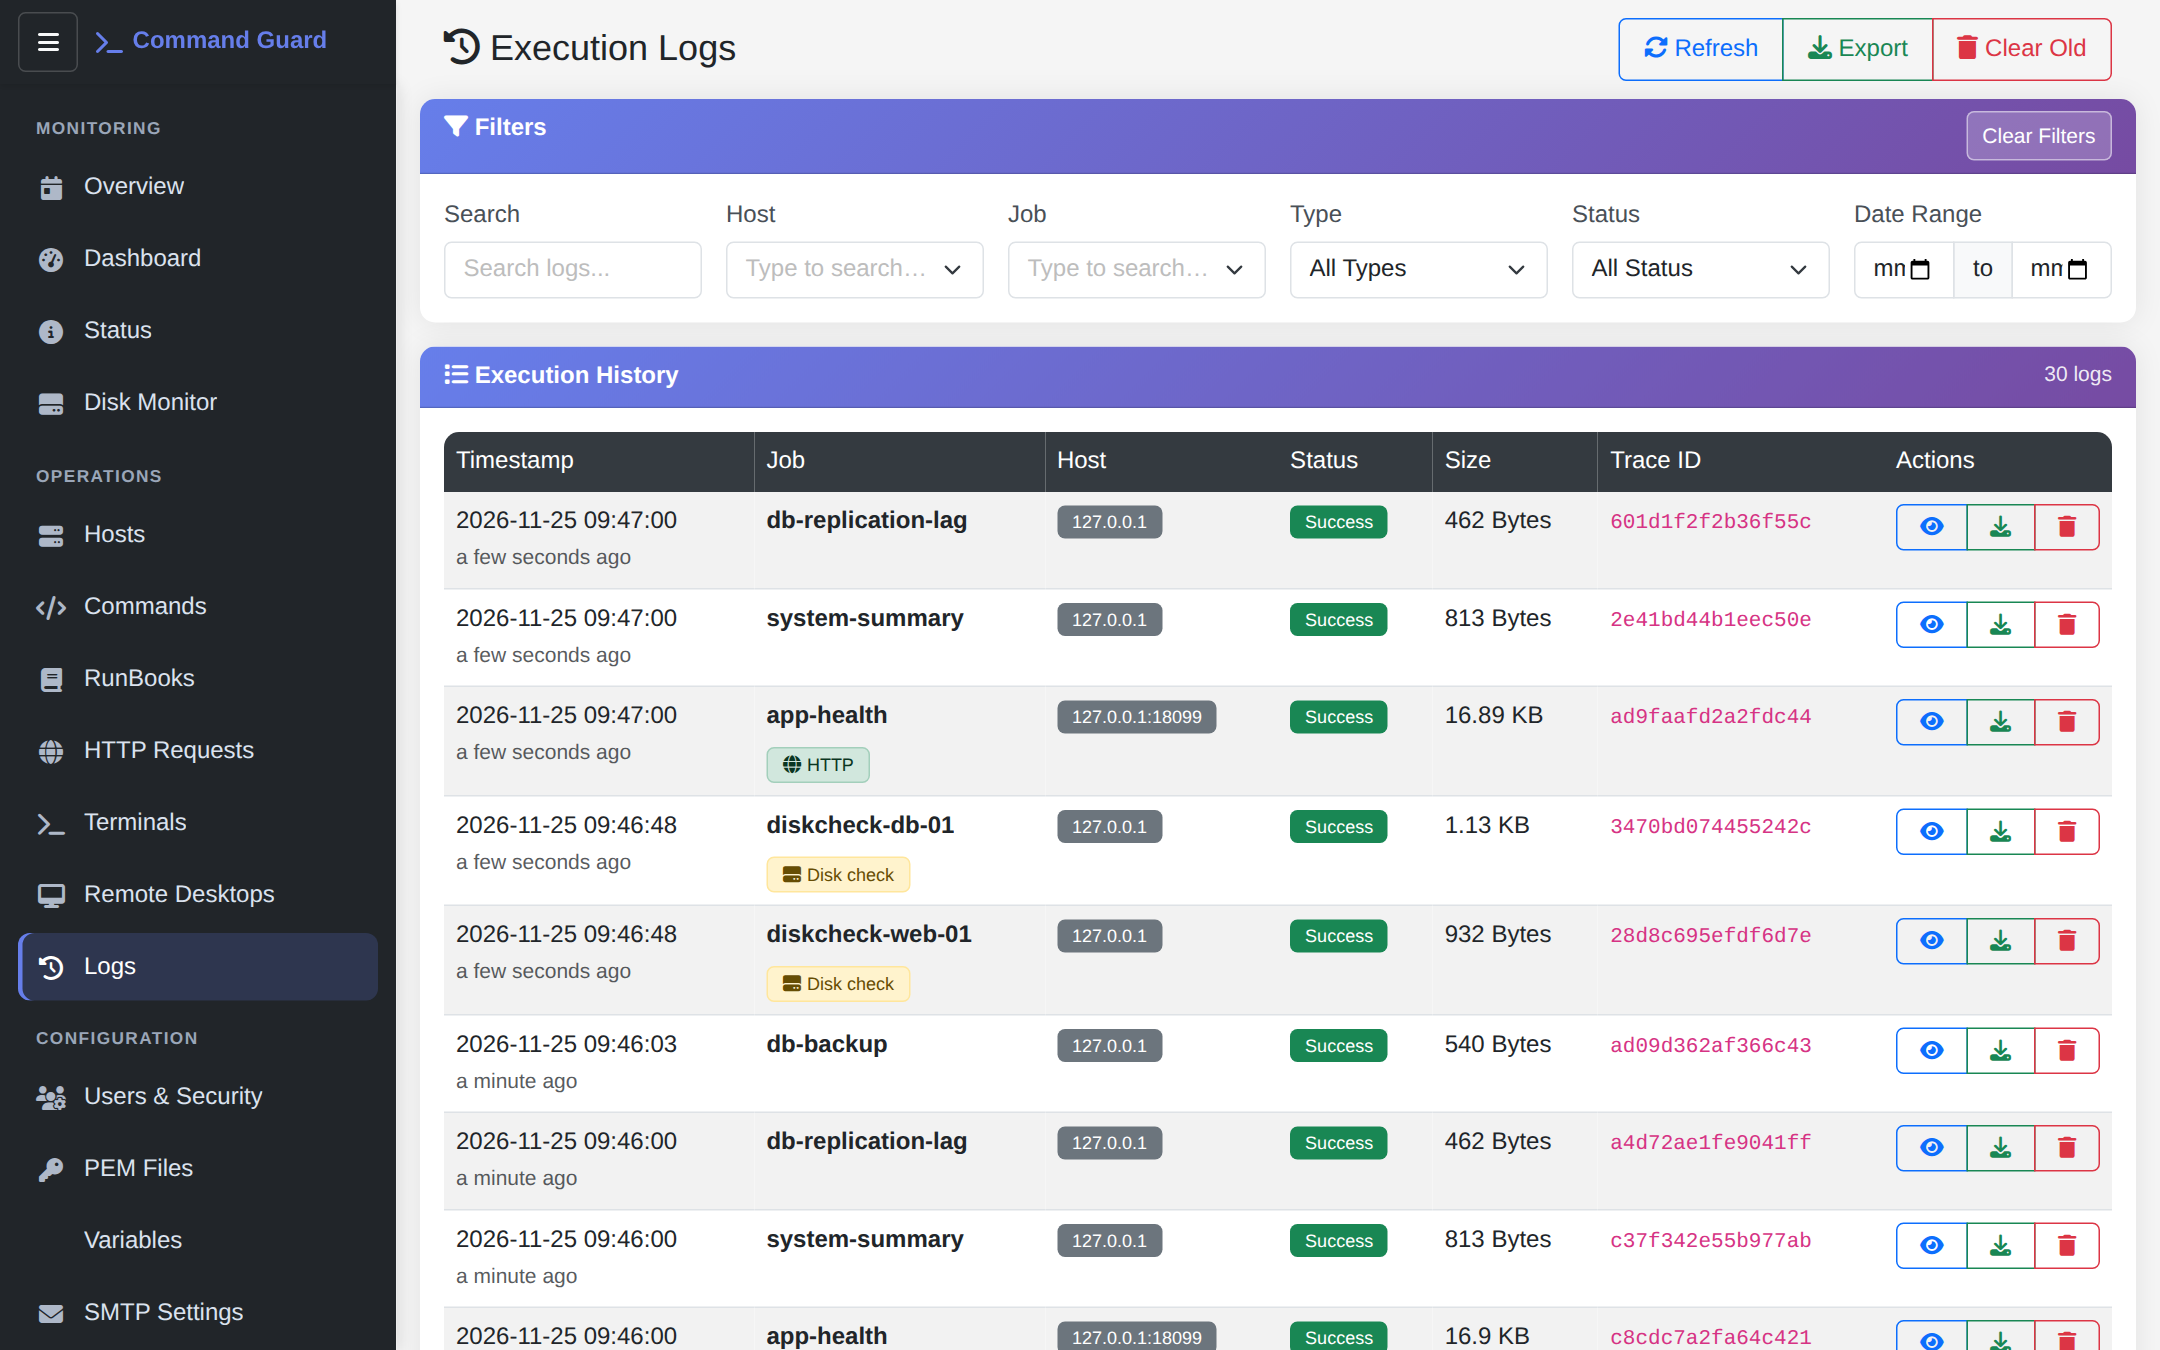 Command Guard
MONITORING
Overview
Dashboard
Status
Disk Monitor
OPERATIONS
Hosts
Commands
RunBooks
HTTP Requests
Terminals
Remote Desktops
Logs
CONFIGURATION
Users & Security
PEM Files
Variables
SMTP Settings
Execution Logs
Refresh
Export
Clear Old
Filters
Clear Filters
Search
Host
Job
Type
Status
Date Range
Search logs...
Type to search…
Type to search…
All Types
All Status
mn
to
mn
Execution History
30 logs
Timestamp Job Host Status Size Trace ID Actions
2026-11-25 09:47:00 db-replication-lag 127.0.0.1 Success 462 Bytes 601d1f2f2b36f55c
a few seconds ago
2026-11-25 09:47:00 system-summary 127.0.0.1 Success 813 Bytes 2e41bd44b1eec50e
a few seconds ago
2026-11-25 09:47:00 app-health 127.0.0.1:18099 Success 16.89 KB ad9faafd2a2fdc44
a few seconds ago HTTP
2026-11-25 09:46:48 diskcheck-db-01 127.0.0.1 Success 1.13 KB 3470bd074455242c
a few seconds ago Disk check
2026-11-25 09:46:48 diskcheck-web-01 127.0.0.1 Success 932 Bytes 28d8c695efdf6d7e
a few seconds ago Disk check
2026-11-25 09:46:03 db-backup 127.0.0.1 Success 540 Bytes ad09d362af366c43
a minute ago
2026-11-25 09:46:00 db-replication-lag 127.0.0.1 Success 462 Bytes a4d72ae1fe9041ff
a minute ago
2026-11-25 09:46:00 system-summary 127.0.0.1 Success 813 Bytes c37f342e55b977ab
a minute ago
2026-11-25 09:46:00 app-health 127.0.0.1:18099 Success 16.9 KB c8cdc7a2fa64c421